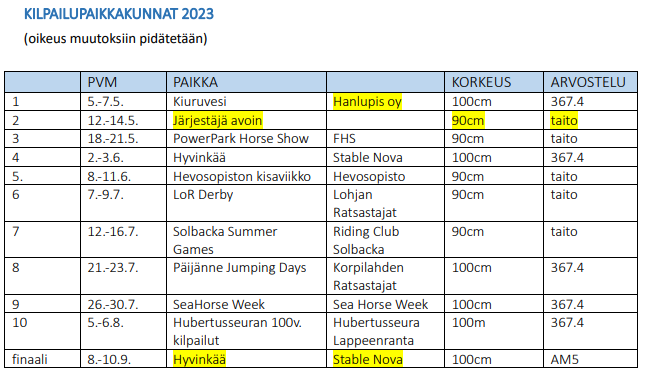 KILPAILUPAIKKAKUNNAT 2023
(oikeus muutoksiin pidätetään)
PVM PAIKKA KORKEUS ARVOSTELU
1 5.-7.5. Kiuruvesi Hanlupis oy 100cm 367.4
2 12.-14.5. Järjestäjä avoin 90cm taito
3 18.-21.5. PowerPark Horse Show FHS 90cm taito
4 2.-3.6. Hyvinkää Stable Nova 100cm 367.4
5. 8.-11.6. Hevosopiston kisaviikko Hevosopisto 90cm taito
6 7.-9.7. LoR Derby Lohjan 90cm taito
Ratsastajat
7 12.-16.7. Solbacka Summer Riding Club 90cm taito
Games Solbacka
8 21.-23.7. Päijänne Jumping Days Korpilahden 100cm 367.4
Ratsastajat
9 26.-30.7. SeaHorse Week Sea Horse Week 100cm 367.4
10 5.-6.8. Hubertusseuran 100v. Hubertusseura 100m 367.4
kilpailut Lappeenranta
finaali 8.-10.9. Hyvinkää Stable Nova 100cm AM5